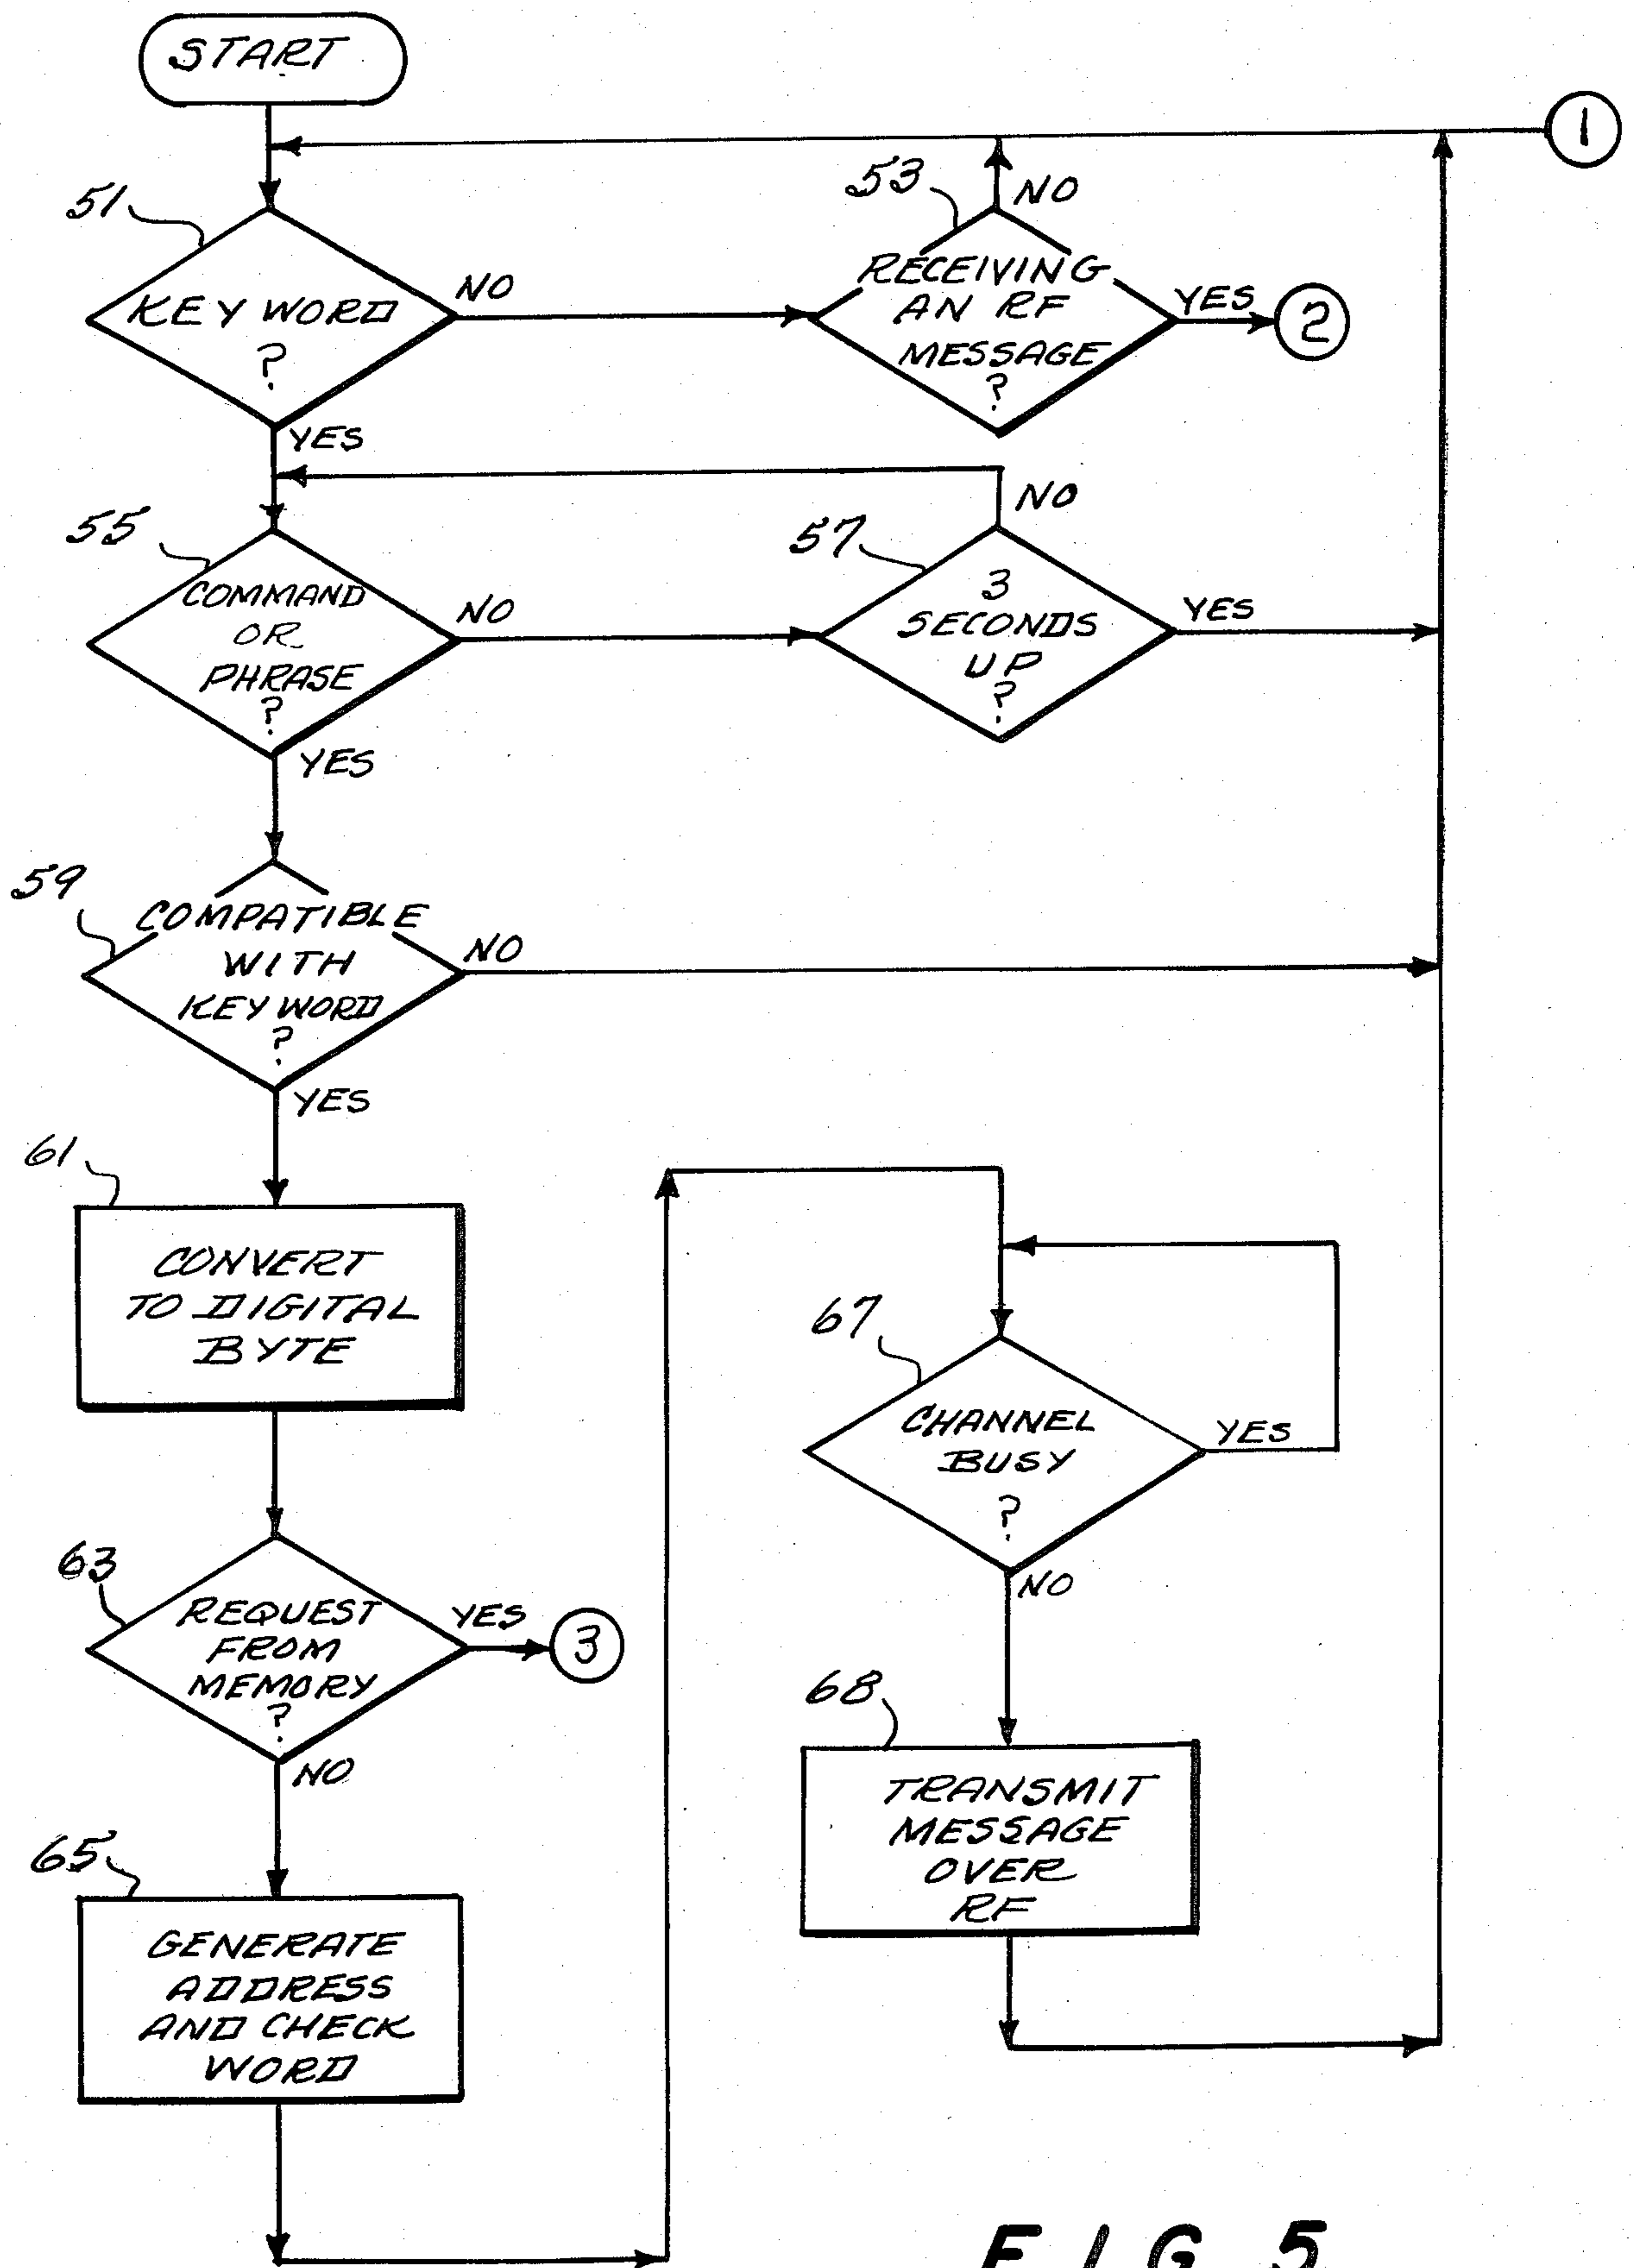 START
1
51
KEY WORD
?
NO
YES
53
NO
RECEIVING
AN RF
MESSAGE
?
YES
2
55
COMMAND
OR
PHRASE
?
NO
YES
57
NO
3
SECONDS
UP
?
YES
59
COMPATIBLE
WITH
KEY WORD
?
NO
YES
61
CONVERT
TO DIGITAL
BYTE
63
REQUEST
FROM
MEMORY
?
YES
3
NO
65
GENERATE
ADDRESS
AND CHECK
WORD
67
CHANNEL
BUSY
?
YES
NO
68
TRANSMIT
MESSAGE
OVER
RF
FIG 5